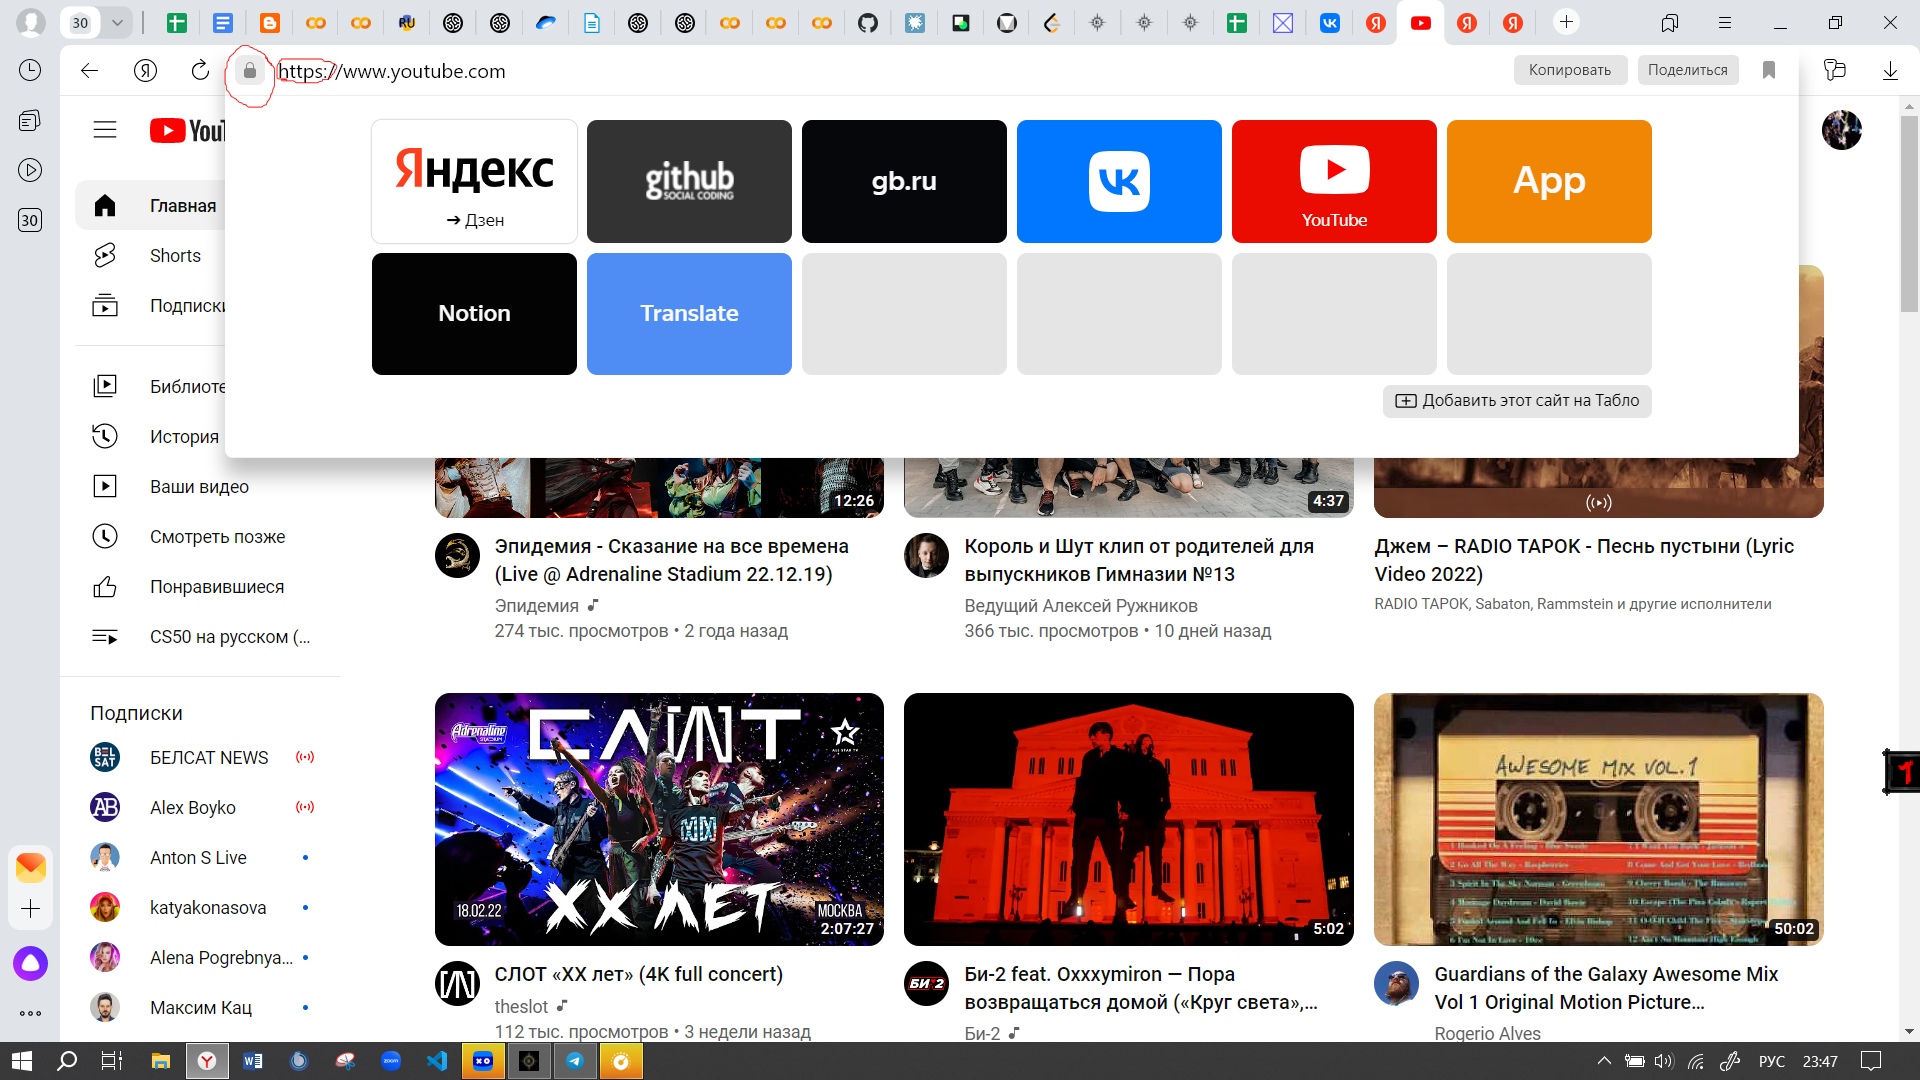 30
https://www.youtube.com
Копировать
Поделиться
30
Яндекс
➔ Дзен
github
SOCIAL CODING
gb.ru
YouTube
App
Notion
Translate
Добавить этот сайт на Табло
Главная
Shorts
Подписки
Библиоте
История
Ваши видео
Смотреть позже
Понравившиеся
CS50 на русском (...
Подписки
БЕЛСАТ NEWS
Alex Boyko
Anton S Live
katyakonasova
Alena Pogrebnya...
Максим Кац
12:26
Эпидемия - Сказание на все времена
(Live @ Adrenaline Stadium 22.12.19)
Эпидемия
274 тыс. просмотров • 2 года назад
4:37
Король и Шут клип от родителей для
выпускников Гимназии №13
Ведущий Алексей Ружников
366 тыс. просмотров • 10 дней назад
Джем – RADIO TAPOK - Песнь пустыни (Lyric
Video 2022)
RADIO TAPOK, Sabaton, Rammstein и другие исполнители
Adrenaline
STADIUM
СЛОТ
XX ЛЕТ
18.02.22
МОСКВА
2:07:27
СЛОТ «XX лет» (4K full concert)
theslot
112 тыс. просмотров • 3 недели назад
5:02
БИ-2
Би-2 feat. Oxxxymiron — Пора
возвращаться домой («Круг света»,...
Би-2
AWESOME MIX VOL.1
50:02
Guardians of the Galaxy Awesome Mix
Vol 1 Original Motion Picture...
Rogerio Alves
РУС
23:47